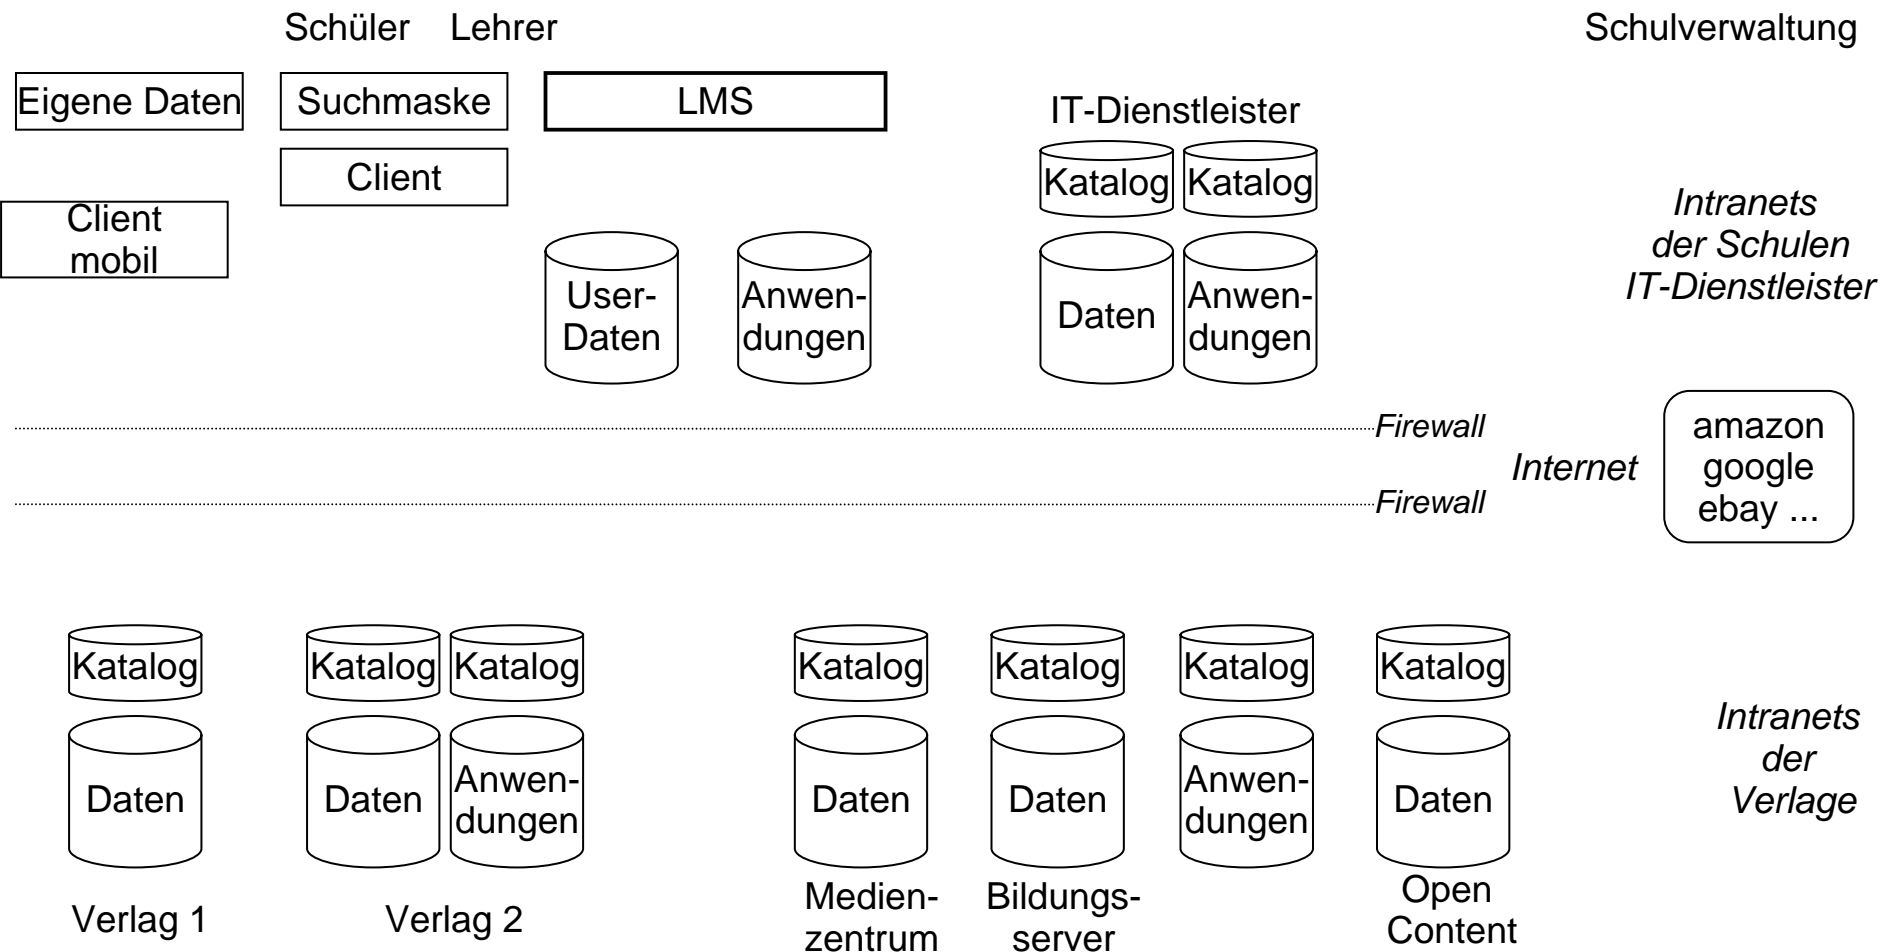 Schüler Lehrer Schulverwaltung
Eigene Daten Suchmaske LMS IT-Dienstleister
Client
Katalog Katalog
Client
mobil
Intranets
der Schulen
IT-Dienstleister
User-
Daten
Anwen-
dungen
Daten
Anwen-
dungen
Firewall
Internet
Firewall
amazon
google
ebay ...
Katalog Katalog Katalog Katalog Katalog Katalog Katalog
Daten
Daten
Anwen-
dungen
Daten
Daten
Anwen-
dungen
Daten
Intranets
der
Verlage
Verlag 1
Verlag 2
Medien-
zentrum
Bildungs-
server
Open
Content